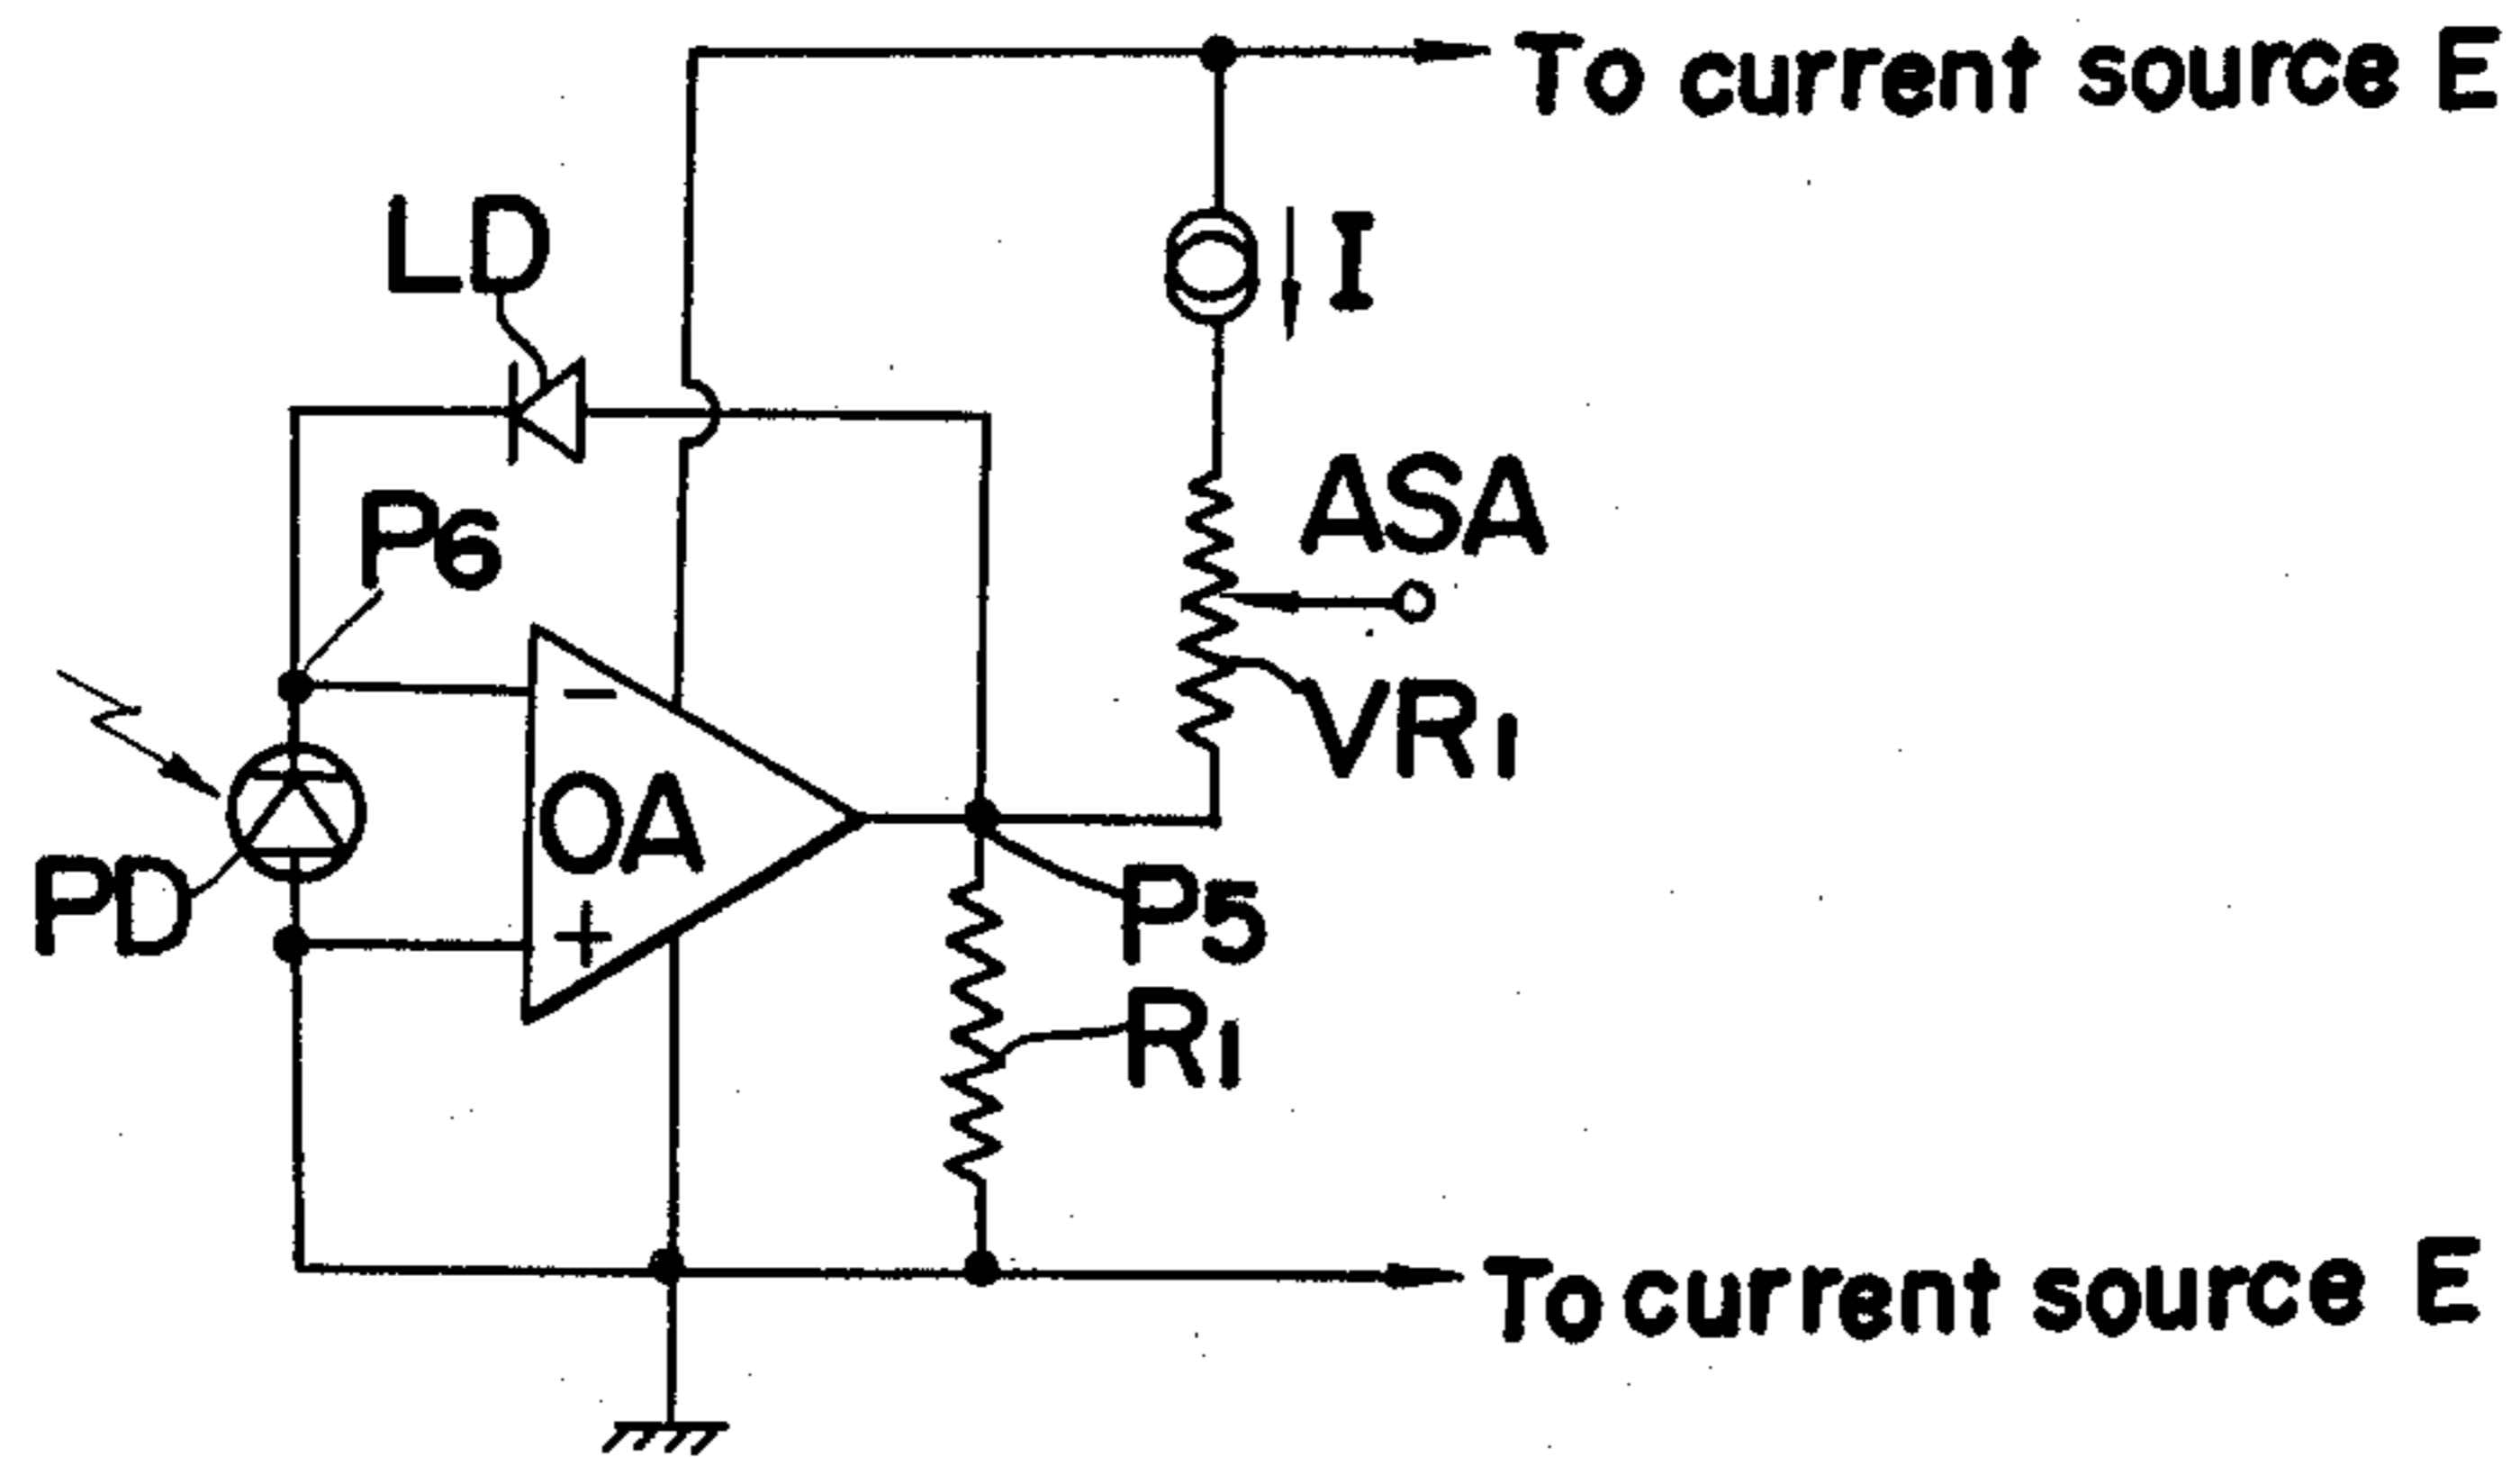 To current source E
LD
I
ASA
P6
VR1
OA
−
+
PD
P5
R1
To current source E